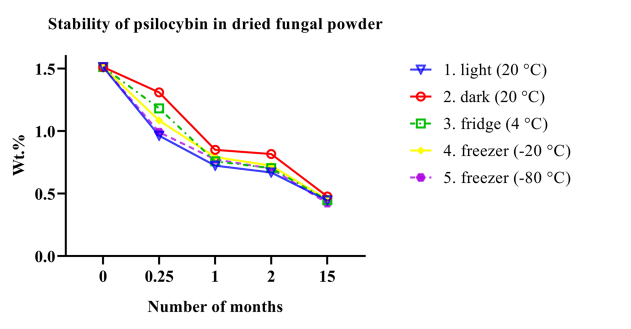 Stability of psilocybin in dried fungal powder
1.5
1.0
0.5
0.0
Wt.%
0 0.25 1 2 15
Number of months
1. light (20 °C)
2. dark (20 °C)
3. fridge (4 °C)
4. freezer (-20 °C)
5. freezer (-80 °C)